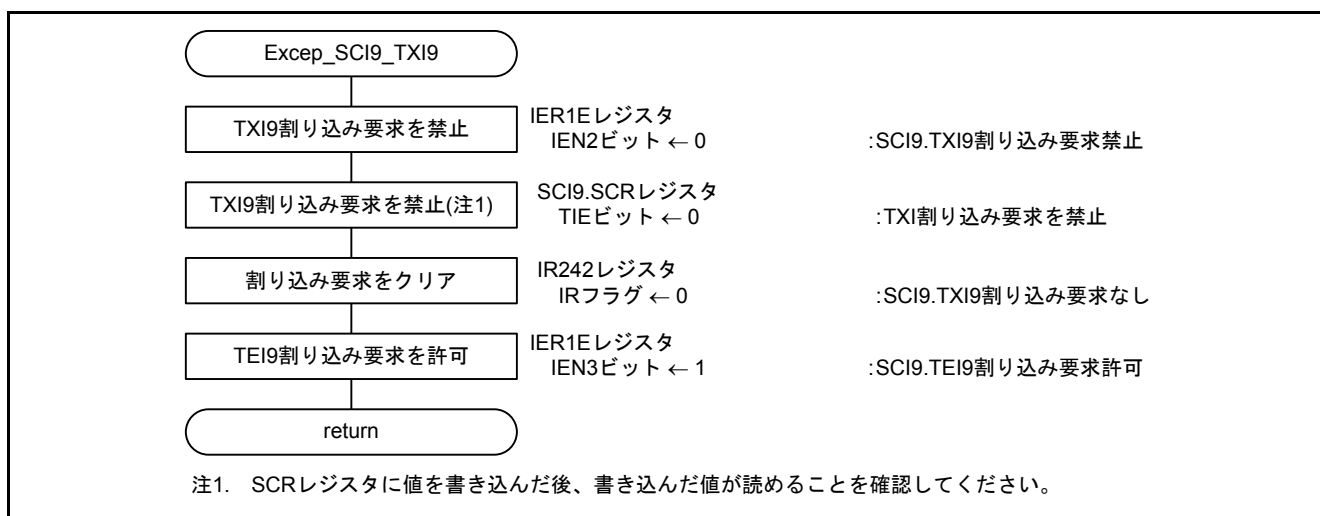 Excep_SCI9_TXI9
TXI9割り込み要求を禁止
IER1Eレジスタ
IEN2ビット ← 0 :SCI9.TXI9割り込み要求禁止
TXI9割り込み要求を禁止(注1)
SCI9.SCRレジスタ
TIEビット ← 0 :TXI割り込み要求を禁止
割り込み要求をクリア
IR242レジスタ
IRフラグ ← 0 :SCI9.TXI9割り込み要求なし
TEI9割り込み要求を許可
IER1Eレジスタ
IEN3ビット ← 1 :SCI9.TEI9割り込み要求許可
return
注1. SCRレジスタに値を書き込んだ後、書き込んだ値が読めることを確認してください。